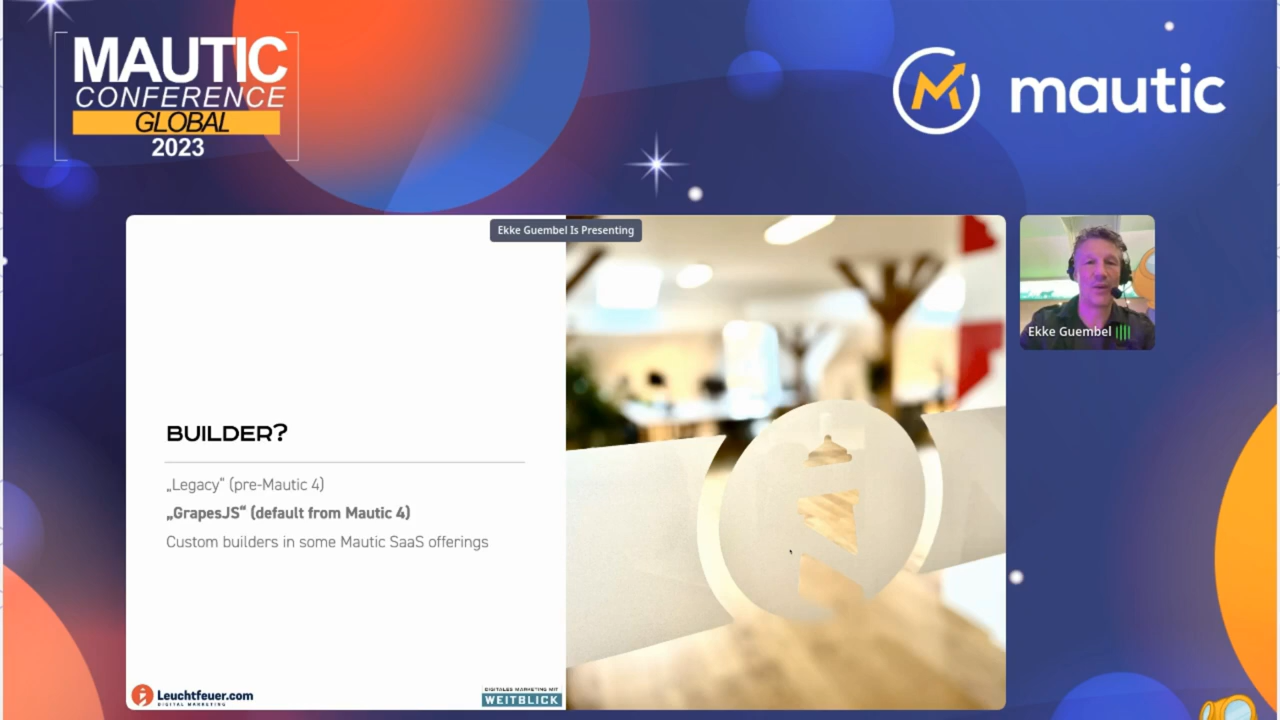 MAUTIC
CONFERENCE
GLOBAL
2023
mautic
Ekke Guembel Is Presenting
BUILDER?
„Legacy“ (pre-Mautic 4)
„GrapesJS“ (default from Mautic 4)
Custom builders in some Mautic SaaS offerings
Ekke Guembel
Leuchtfeuer.com
DIGITAL MARKETING
DIGITALES MARKETING MIT
WEITBLICK